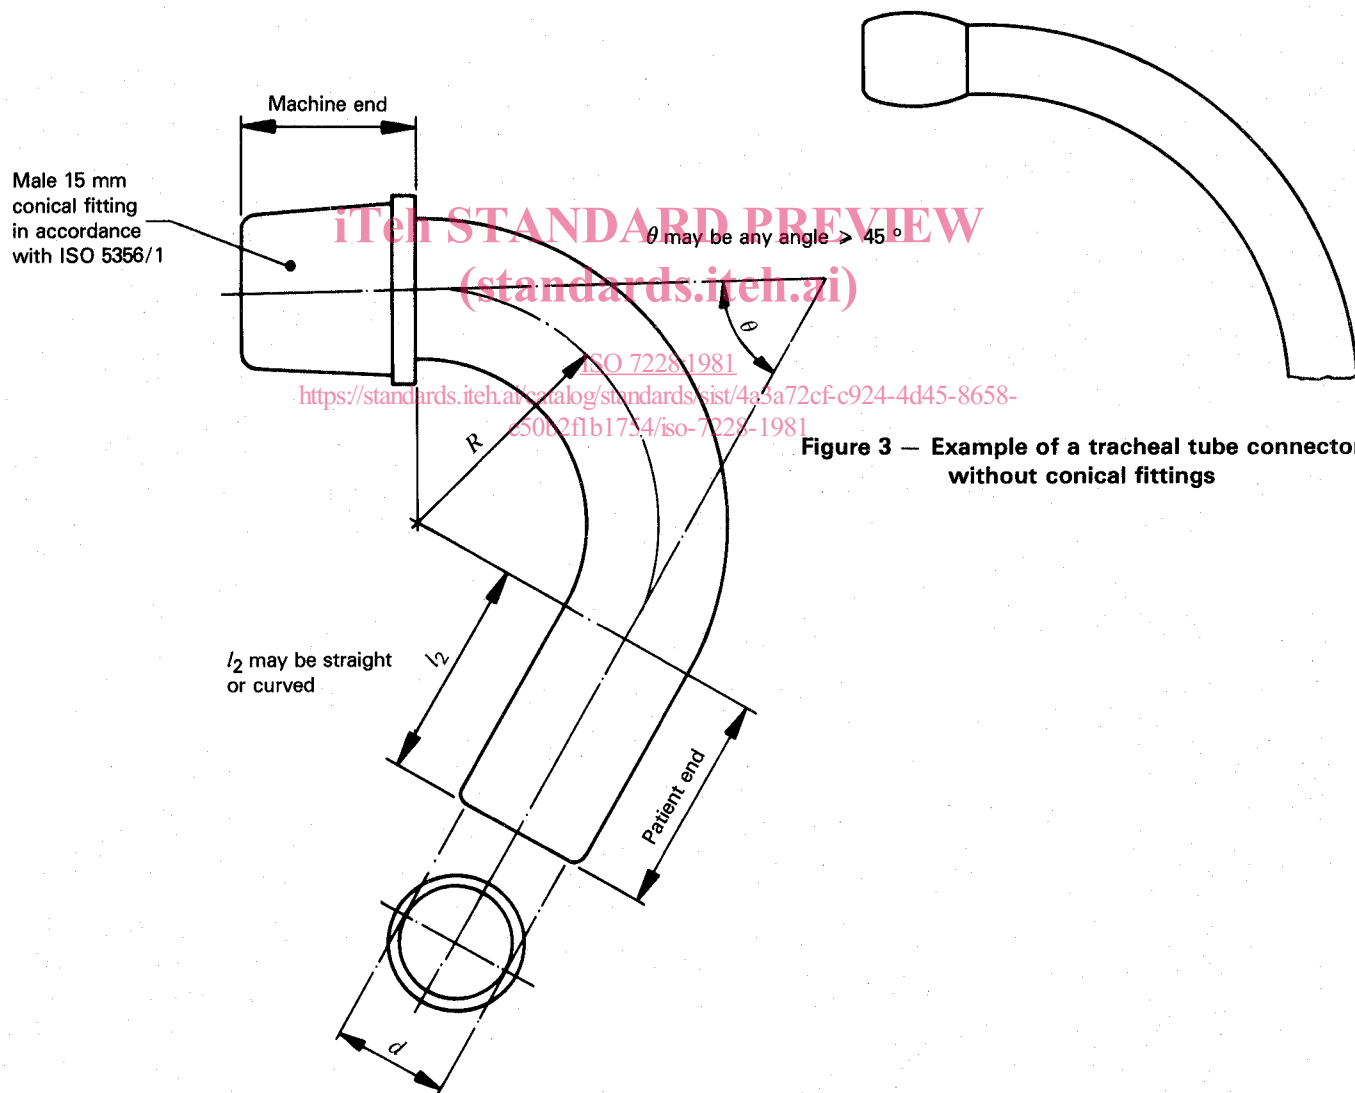 Machine end
Male 15 mm
conical fitting
in accordance
with ISO 5356/1
iTeh STANDARD PREVIEW
θ may be any angle ⩾ 45 °
(standards.iteh.ai)
θ
ISO 7228:1981
https://standards.iteh.ai/catalog/standards/sist/4a3a72cf-c924-4d45-8658-
e50b2f1b1754/iso-7228-1981
R
Figure 3 — Example of a tracheal tube connector
without conical fittings
l2
l2 may be straight
or curved
Patient end
d